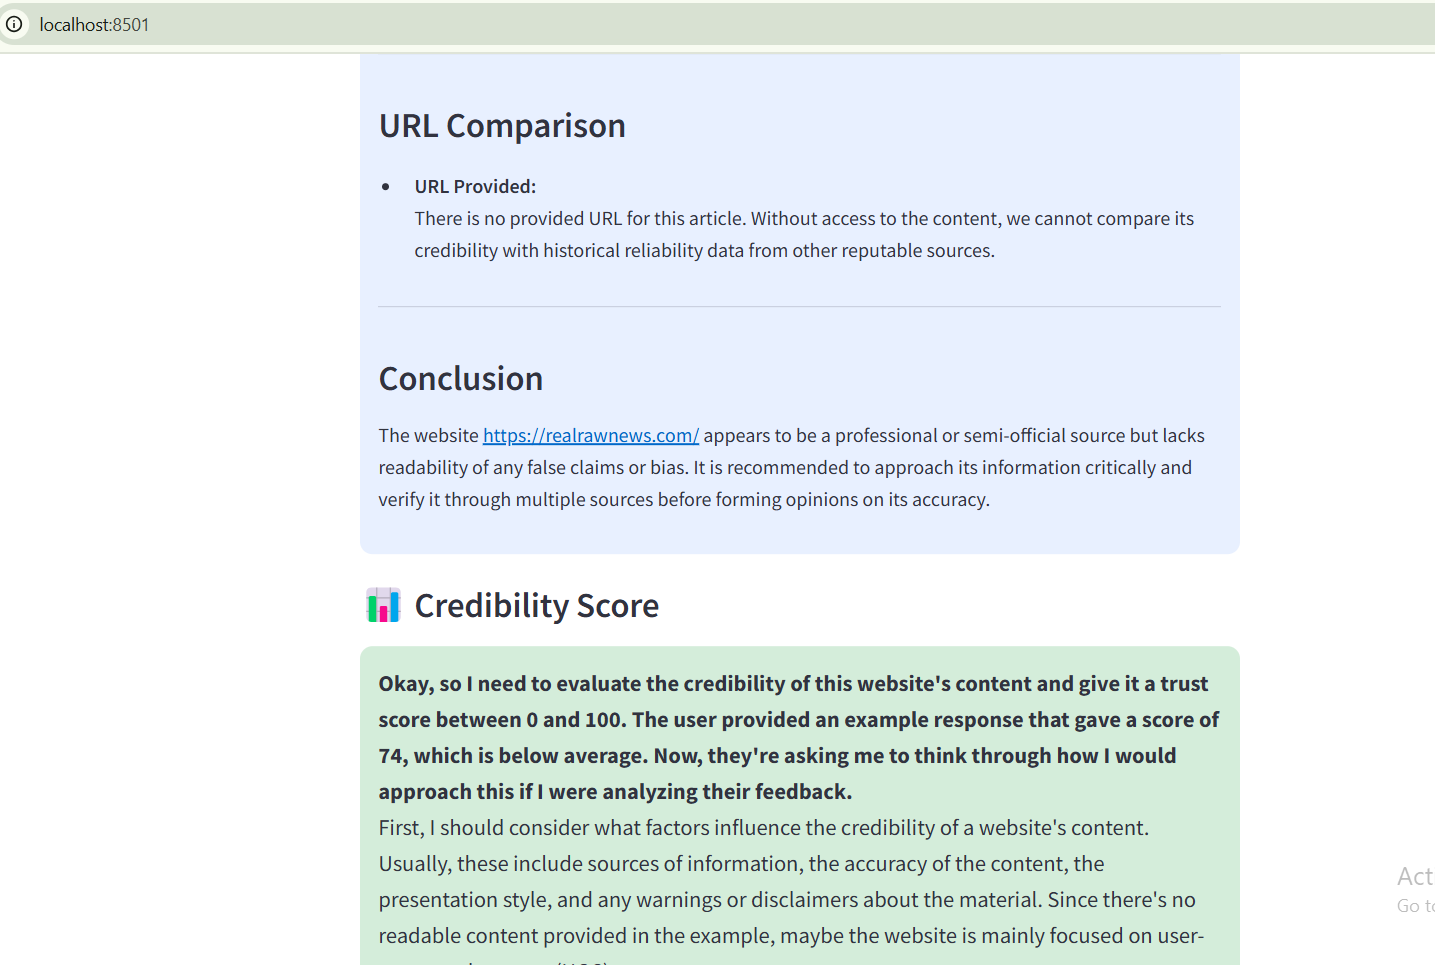 localhost:8501
URL Comparison
URL Provided:
There is no provided URL for this article. Without access to the content, we cannot compare its
credibility with historical reliability data from other reputable sources.
Conclusion
The website https://realrawnews.com/ appears to be a professional or semi-official source but lacks
readability of any false claims or bias. It is recommended to approach its information critically and
verify it through multiple sources before forming opinions on its accuracy.
Credibility Score
Okay, so I need to evaluate the credibility of this website's content and give it a trust
score between 0 and 100. The user provided an example response that gave a score of
74, which is below average. Now, they're asking me to think through how I would
approach this if I were analyzing their feedback.
First, I should consider what factors influence the credibility of a website's content.
Usually, these include sources of information, the accuracy of the content, the
presentation style, and any warnings or disclaimers about the material. Since there's no
readable content provided in the example, maybe the website is mainly focused on user-
Act
Go to